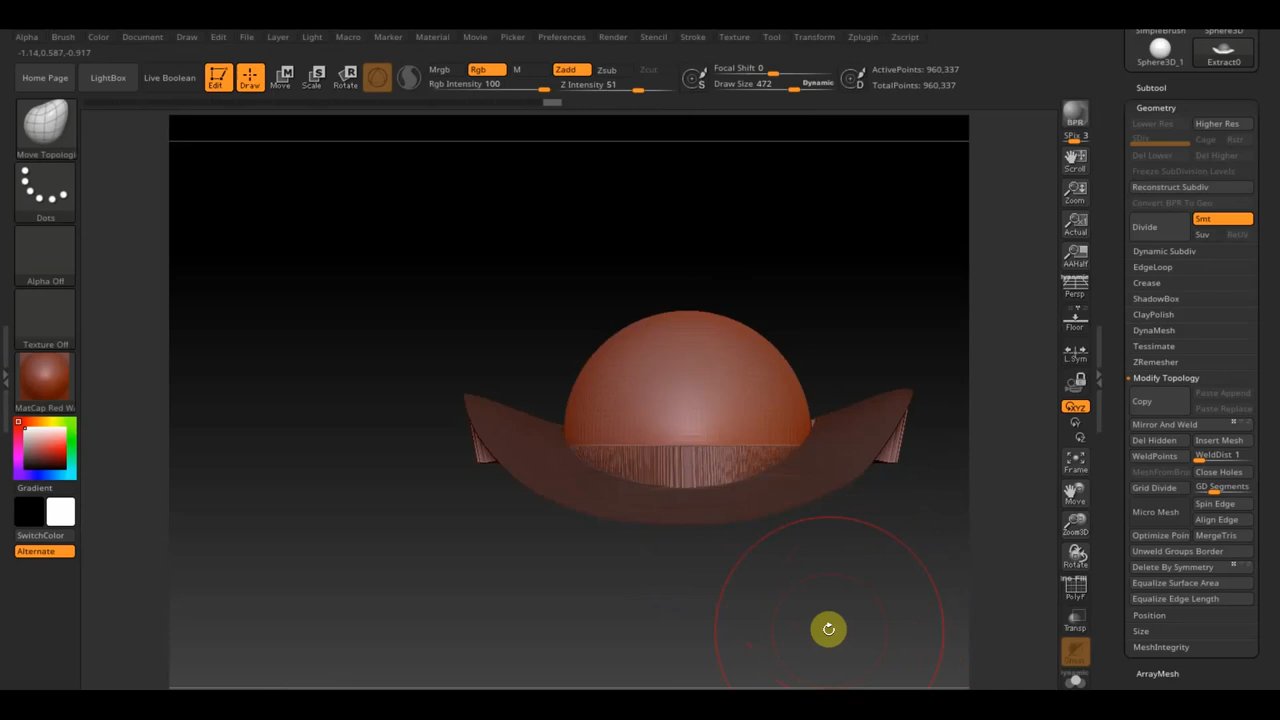 Alpha Brush Color Document Draw Edit File Layer Light Macro Marker Material Movie Picker Preferences Render Stencil Stroke Texture Tool Transform Zplugin Zscript
-1.14,0.587,-0.917
Home Page LightBox Live Boolean Edit Draw Move Scale Rotate Mrgb Rgb M Zadd Zsub Zcut
Rgb Intensity 100 Z Intensity 51
Focal Shift 0
Draw Size 472 Dynamic
ActivePoints: 960,337
TotalPoints: 960,337
S
D
Move Topologi
Dots
Alpha Off
Texture Off
MatCap Red Wa
Gradient
SwitchColor
Alternate
BPR
SPix 3
Scroll
Zoom
Actual
AAHalf
Persp
Floor
L.Sym
XYZ
Frame
Move
Zoom3D
Rotate
PolyF
Transp
SimpleBrush Sphere3D
Sphere3D_1 Extract0
Subtool
Geometry
Lower Res Higher Res
SDiv Cage Rstr
Del Lower Del Higher
Freeze SubDivision Levels
Reconstruct Subdiv
Convert BPR To Geo
Divide Smt
Suv ReUV
Dynamic Subdiv
EdgeLoop
Crease
ShadowBox
ClayPolish
DynaMesh
Tessimate
ZRemesher
Modify Topology
Copy Paste Append
Paste Replace
Mirror And Weld
Del Hidden Insert Mesh
WeldPoints WeldDist 1
MeshFromBru Close Holes
Grid Divide GD Segments
Micro Mesh Spin Edge
Align Edge
Optimize Poin MergeTris
Unweld Groups Border
Delete By Symmetry
Equalize Surface Area
Equalize Edge Length
Position
Size
MeshIntegrity
ArrayMesh